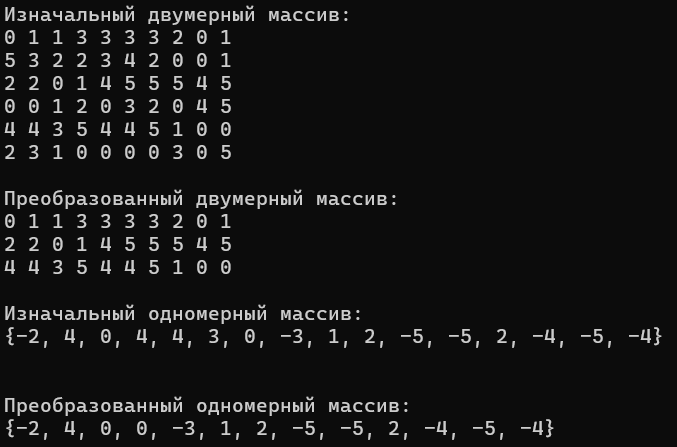 Изначальный двумерный массив:
0 1 1 3 3 3 3 2 0 1
5 3 2 2 3 4 2 0 0 1
2 2 0 1 4 5 5 5 4 5
0 0 1 2 0 3 2 0 4 5
4 4 3 5 4 4 5 1 0 0
2 3 1 0 0 0 0 3 0 5
Преобразованный двумерный массив:
0 1 1 3 3 3 3 2 0 1
2 2 0 1 4 5 5 5 4 5
4 4 3 5 4 4 5 1 0 0
Изначальный одномерный массив:
{-2, 4, 0, 4, 4, 3, 0, -3, 1, 2, -5, -5, 2, -4, -5, -4}
Преобразованный одномерный массив:
{-2, 4, 0, 0, -3, 1, 2, -5, -5, 2, -4, -5, -4}